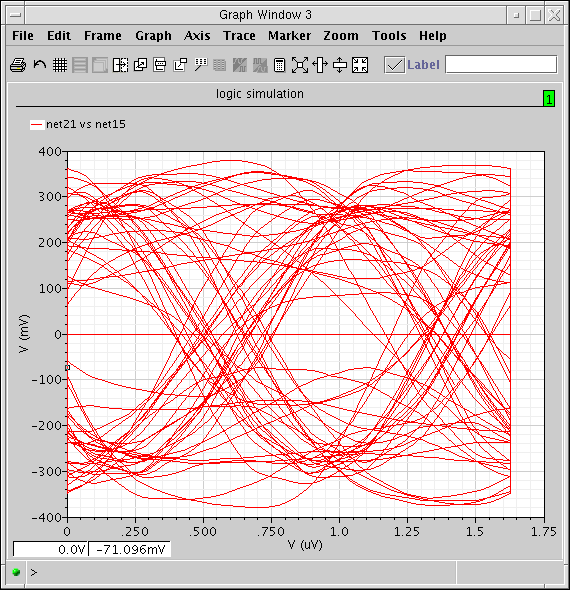 Graph Window 3
File Edit Frame Graph Axis Trace Marker Zoom Tools Help
Label
logic simulation
1
net21 vs net15
400
300
200
100
0
−100
−200
−300
−400
V (mV)
0 .250 .500 .750 1.0 1.25 1.5 1.75
V (uV)
0.0V −71.096mV
>